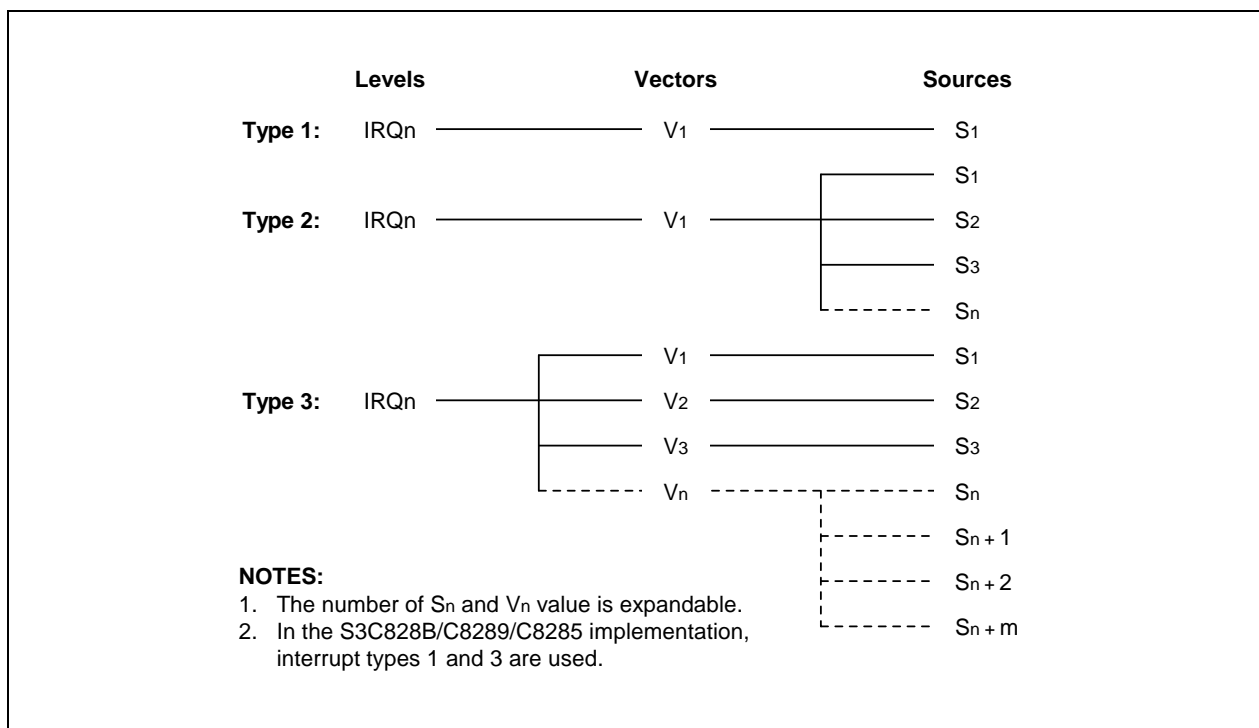 Levels Vectors Sources
Type 1: IRQn V1 S1
S1
Type 2: IRQn V1 S2
S3
Sn
V1 S1
Type 3: IRQn V2 S2
V3 S3
Vn Sn
Sn + 1
Sn + 2
Sn + m
NOTES:
1. The number of Sn and Vn value is expandable.
2. In the S3C828B/C8289/C8285 implementation,
interrupt types 1 and 3 are used.